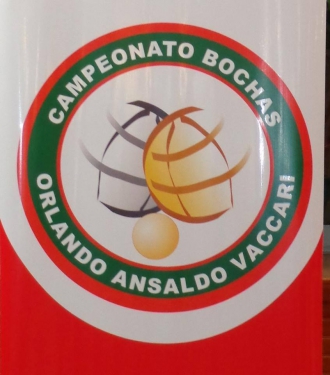 CAMPEONATO BOCHAS
ORLANDO ANSALDO VACCARI